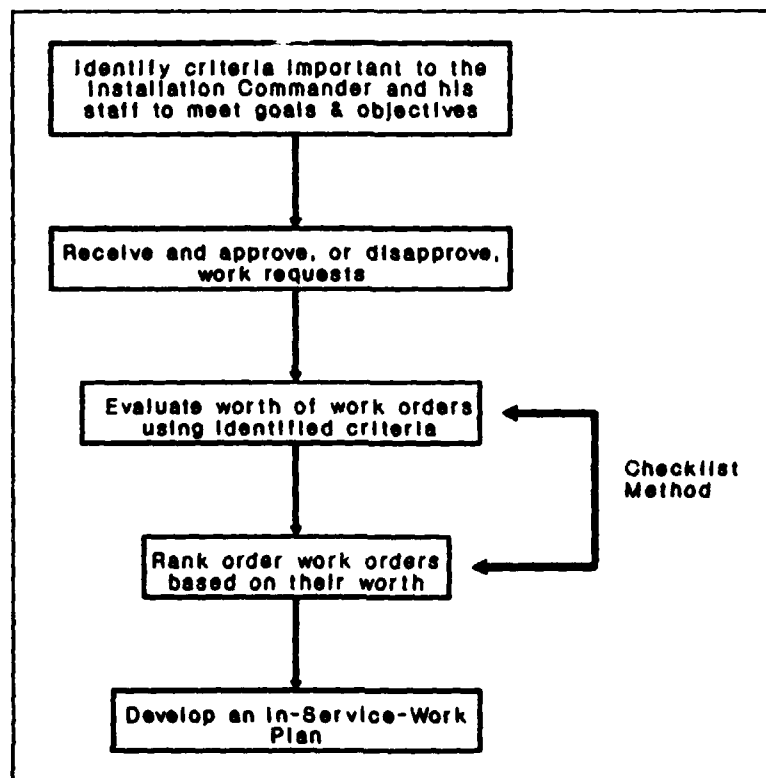 Identify criteria important to the
Installation Commander and his
staff to meet goals & objectives
Receive and approve, or disapprove,
work requests
Evaluate worth of work orders
using identified criteria
Checklist
Method
Rank order work orders
based on their worth
Develop an In-Service-Work
Plan